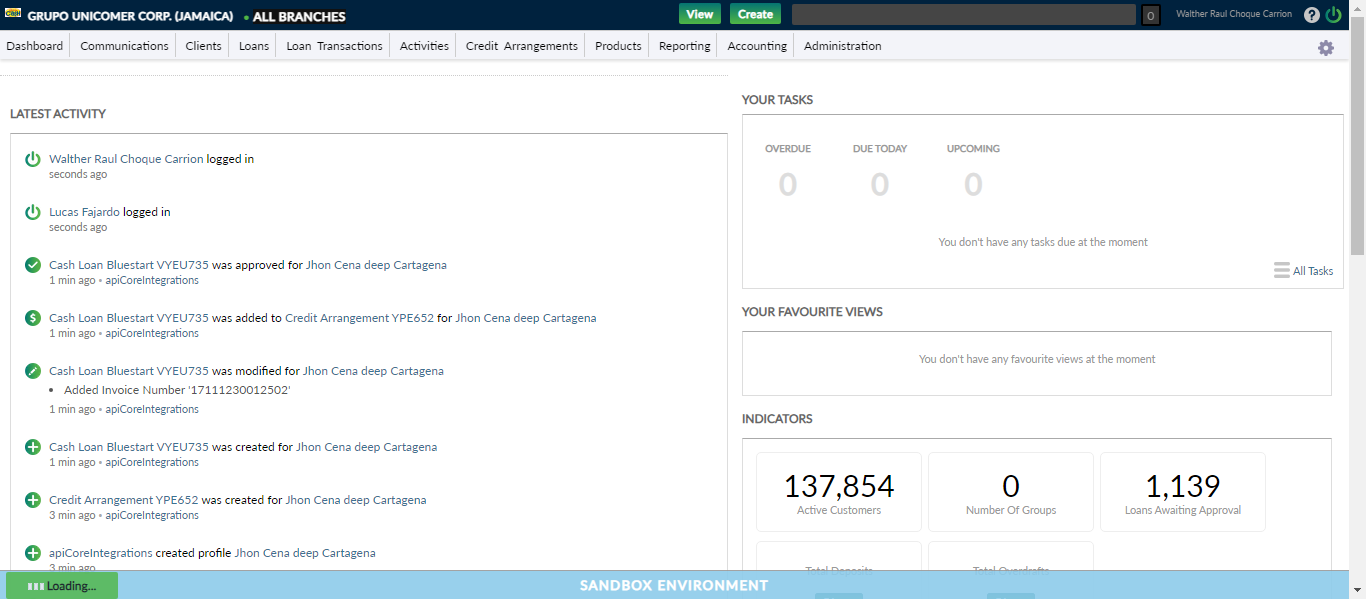 GRUPO UNICOMER CORP. (JAMAICA) • ALL BRANCHES View Create 0 Walther Raul Choque Carrion ?
Dashboard Communications Clients Loans Loan Transactions Activities Credit Arrangements Products Reporting Accounting Administration
LATEST ACTIVITY
Walther Raul Choque Carrion logged in
seconds ago
Lucas Fajardo logged in
seconds ago
Cash Loan Bluestart VYEU735 was approved for Jhon Cena deep Cartagena
1 min ago • apiCoreIntegrations
Cash Loan Bluestart VYEU735 was added to Credit Arrangement YPE652 for Jhon Cena deep Cartagena
1 min ago • apiCoreIntegrations
Cash Loan Bluestart VYEU735 was modified for Jhon Cena deep Cartagena
• Added Invoice Number '17111230012502'
1 min ago • apiCoreIntegrations
Cash Loan Bluestart VYEU735 was created for Jhon Cena deep Cartagena
1 min ago • apiCoreIntegrations
Credit Arrangement YPE652 was created for Jhon Cena deep Cartagena
3 min ago • apiCoreIntegrations
apiCoreIntegrations created profile Jhon Cena deep Cartagena
3 min ago
YOUR TASKS
OVERDUE DUE TODAY UPCOMING
0 0 0
You don't have any tasks due at the moment
All Tasks
YOUR FAVOURITE VIEWS
You don't have any favourite views at the moment
INDICATORS
137,854 0 1,139
Active Customers Number Of Groups Loans Awaiting Approval
Total Deposits Total Overdrafts
Loading... SANDBOX ENVIRONMENT